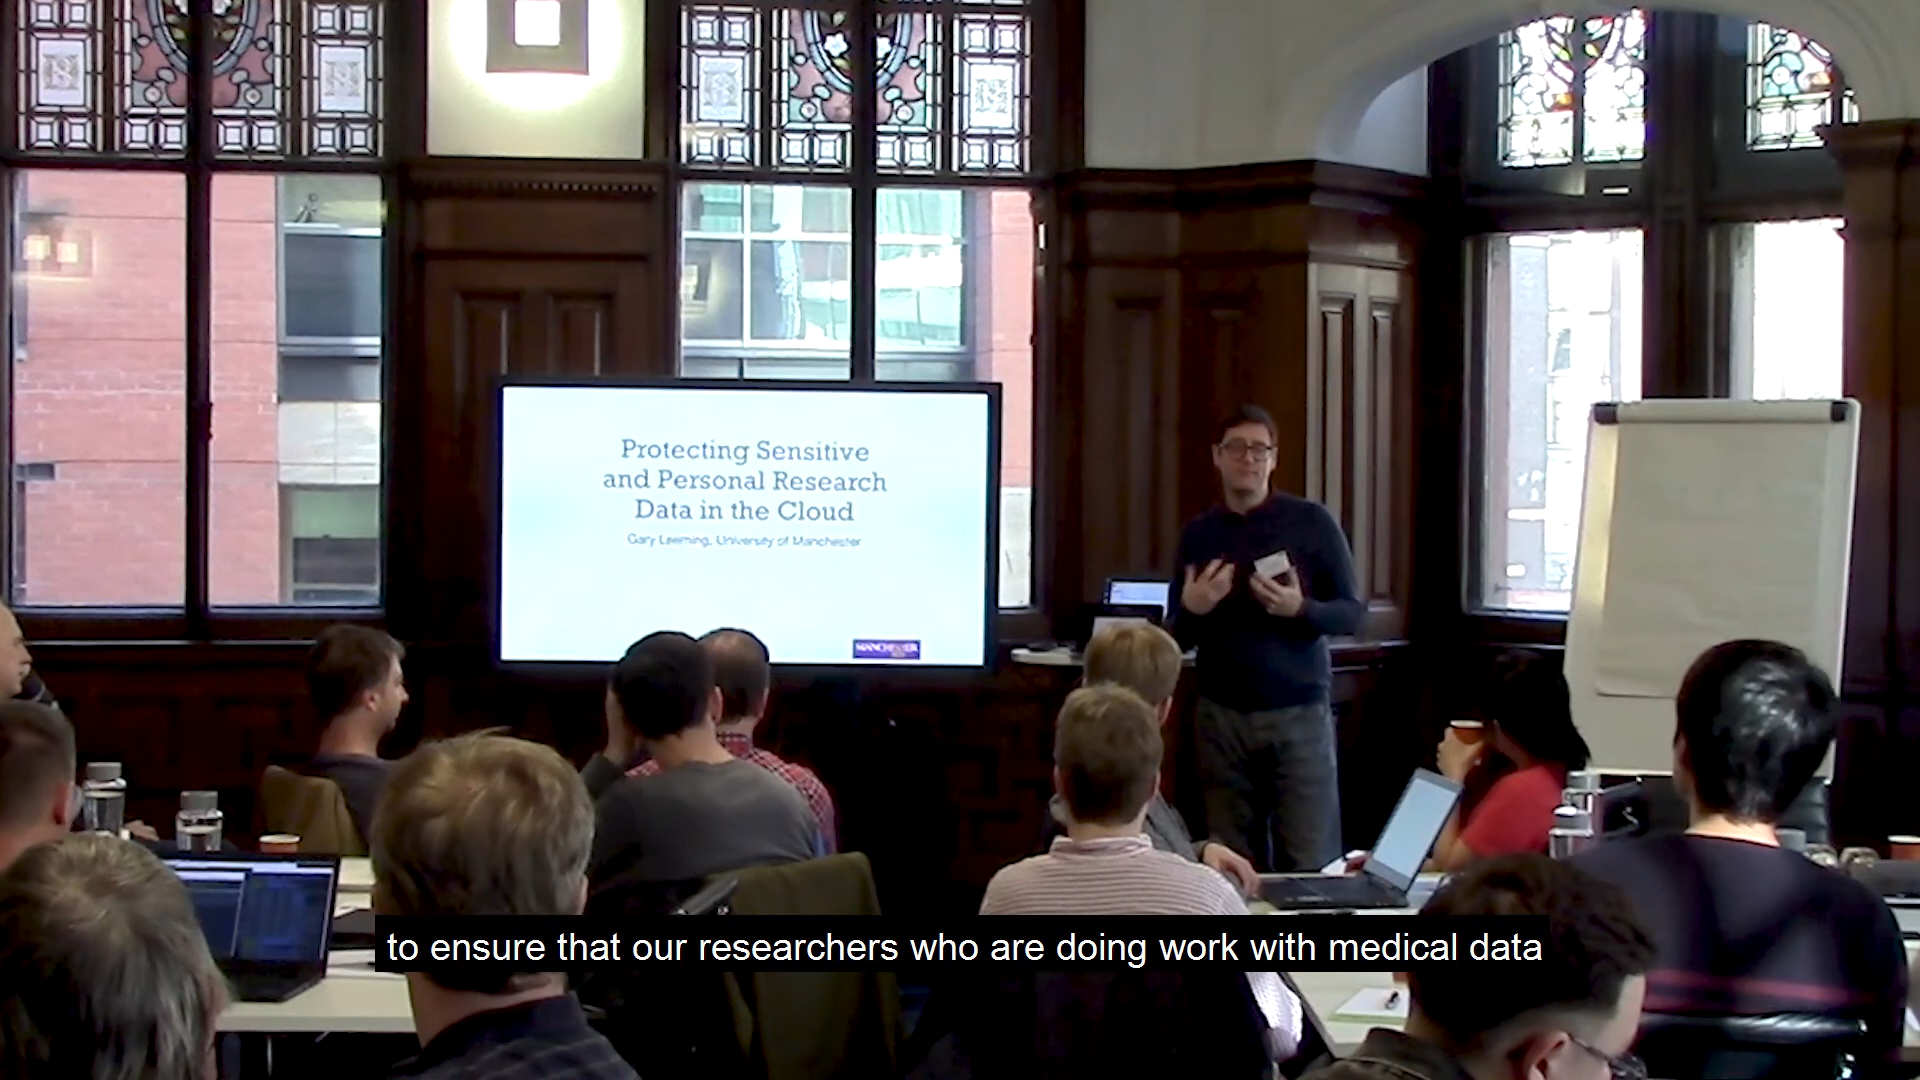 Protecting Sensitive
and Personal Research
Data in the Cloud
Gary Leeming, University of Manchester
MANCHESTER
to ensure that our researchers who are doing work with medical data